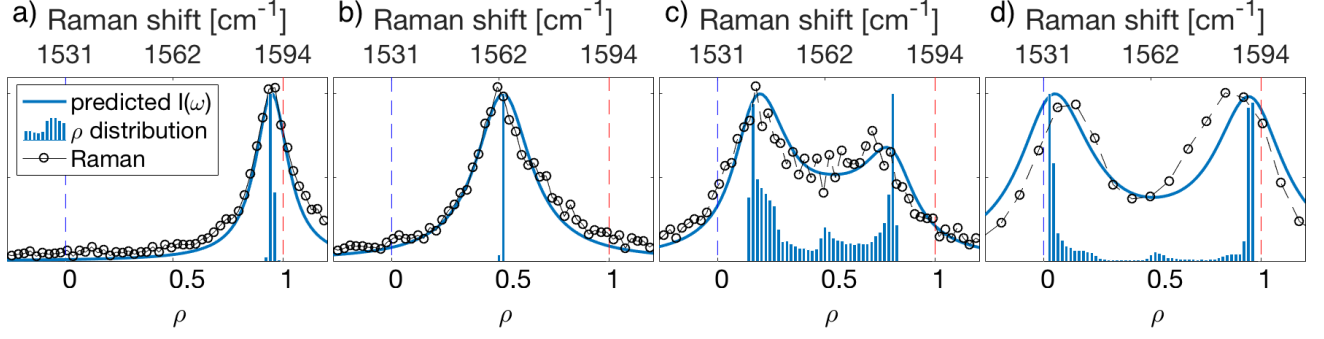 a)
Raman shift [cm-1]
1531 1562 1594
predicted I(ω)
ρ distribution
Raman
0 0.5 1
ρ
b)
Raman shift [cm-1]
1531 1562 1594
0 0.5 1
ρ
c)
Raman shift [cm-1]
1531 1562 1594
0 0.5 1
ρ
d)
Raman shift [cm-1]
1531 1562 1594
0 0.5 1
ρ